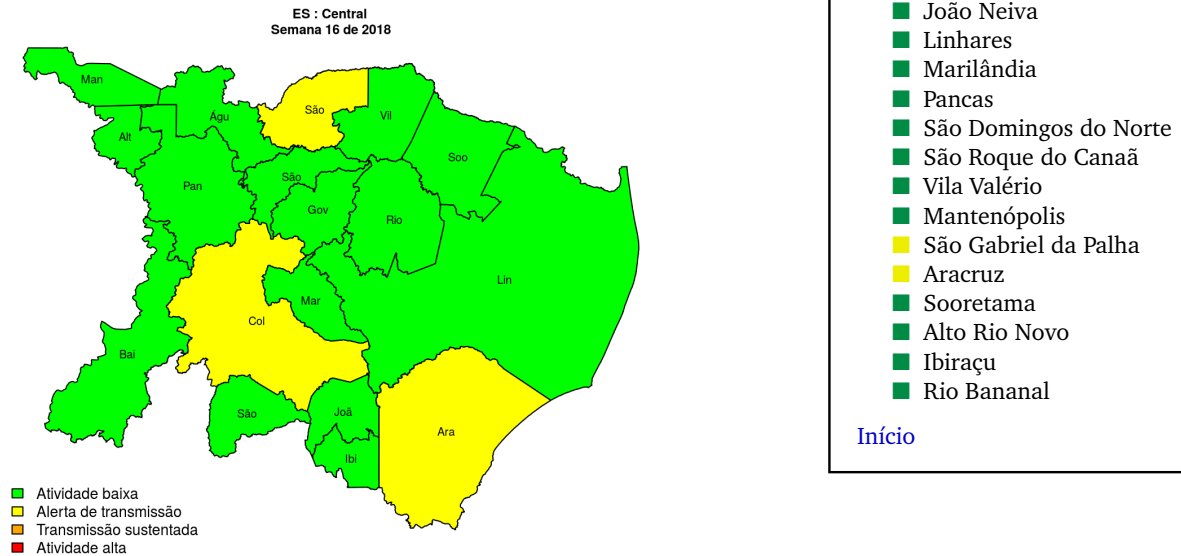 ES : Central
Semana 16 de 2018
Man
Águ
São
Vil
Alt
Soo
Pan
São
Gov
Rio
Lin
Mar
Col
Bai
São
Joã
Ara
Ibi
Atividade baixa
Alerta de transmissão
Transmissão sustentada
Atividade alta
João Neiva
Linhares
Marilândia
Pancas
São Domingos do Norte
São Roque do Canaã
Vila Valério
Mantenópolis
São Gabriel da Palha
Aracruz
Sooretama
Alto Rio Novo
Ibiraçu
Rio Bananal
Início